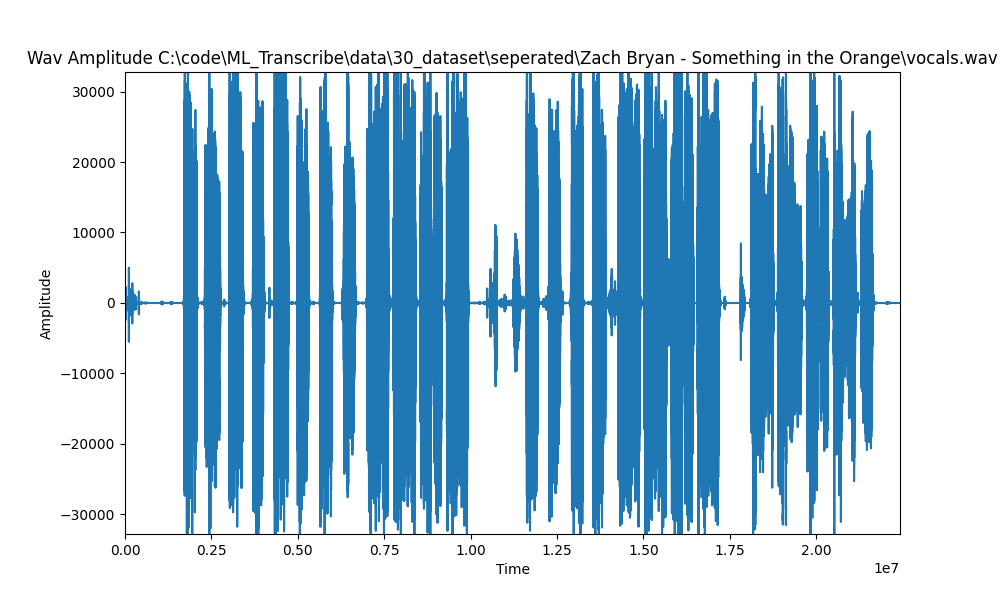 Wav Amplitude C:\code\ML_Transcribe\data\30_dataset\seperated\Zach Bryan - Something in the Orange\vocals.wav
30000
20000
10000
0
−10000
−20000
−30000
Amplitude
0.00 0.25 0.50 0.75 1.00 1.25 1.50 1.75 2.00
1e7
Time